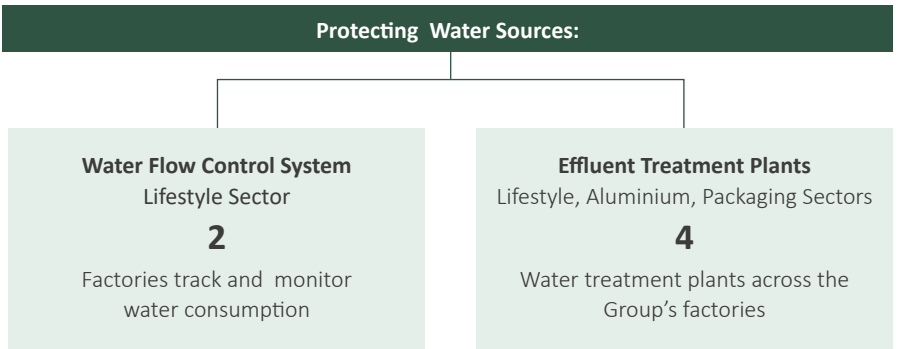 Protecting Water Sources:
Water Flow Control System
Lifestyle Sector
2
Factories track and monitor
water consumption
Effluent Treatment Plants
Lifestyle, Aluminium, Packaging Sectors
4
Water treatment plants across the
Group's factories